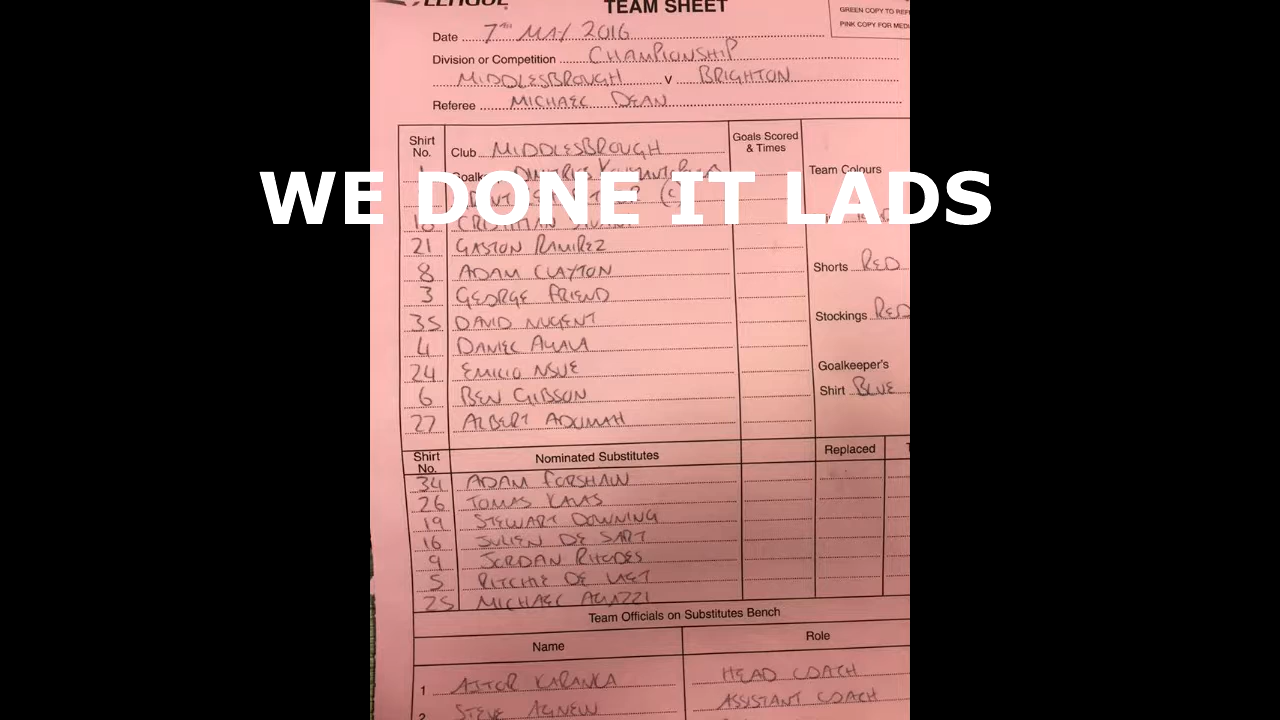 LEAGUE
TEAM SHEET
GREEN COPY TO REF
PINK COPY FOR MEDI
Date 7TH MAY 2016
Division or Competition CHAMPIONSHIP
MIDDLESBROUGH v BRIGHTON
Referee MICHAEL DEAN
Shirt No.
Club MIDDLESBROUGH
Goals Scored & Times
Team Colours
WE DONE IT LADS
21 GASTON RAMIREZ
8 ADAM CLAYTON
Shorts RED
3 GEORGE FRIEND
35 DAVID NUGENT
Stockings RED
4 DANIEL AYALA
24 EMILIO NSUE
Goalkeeper's
Shirt BLUE
6 BEN GIBSON
27 ALBERT ADOMAH
Shirt No.
Nominated Substitutes
Replaced
34 ADAM FORSHAW
26 TOMAS KALAS
19 STEWART DOWNING
16 JULIEN DE SART
9 JORDAN RHODES
5 RITCHIE DE LAET
25 MICHAEL AGAZZI
Team Officials on Substitutes Bench
Name
Role
1 AITOR KARANKA HEAD COACH
2 STEVE AGNEW ASSISTANT COACH